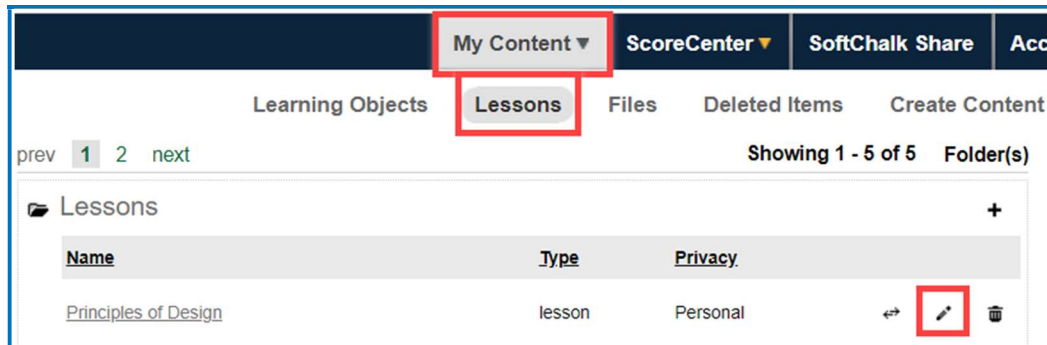 My Content ▼ ScoreCenter ▼ SoftChalk Share Acc
Learning Objects Lessons Files Deleted Items Create Content
prev 1 2 next Showing 1 - 5 of 5 Folder(s)
Lessons +
Name Type Privacy
Principles of Design lesson Personal